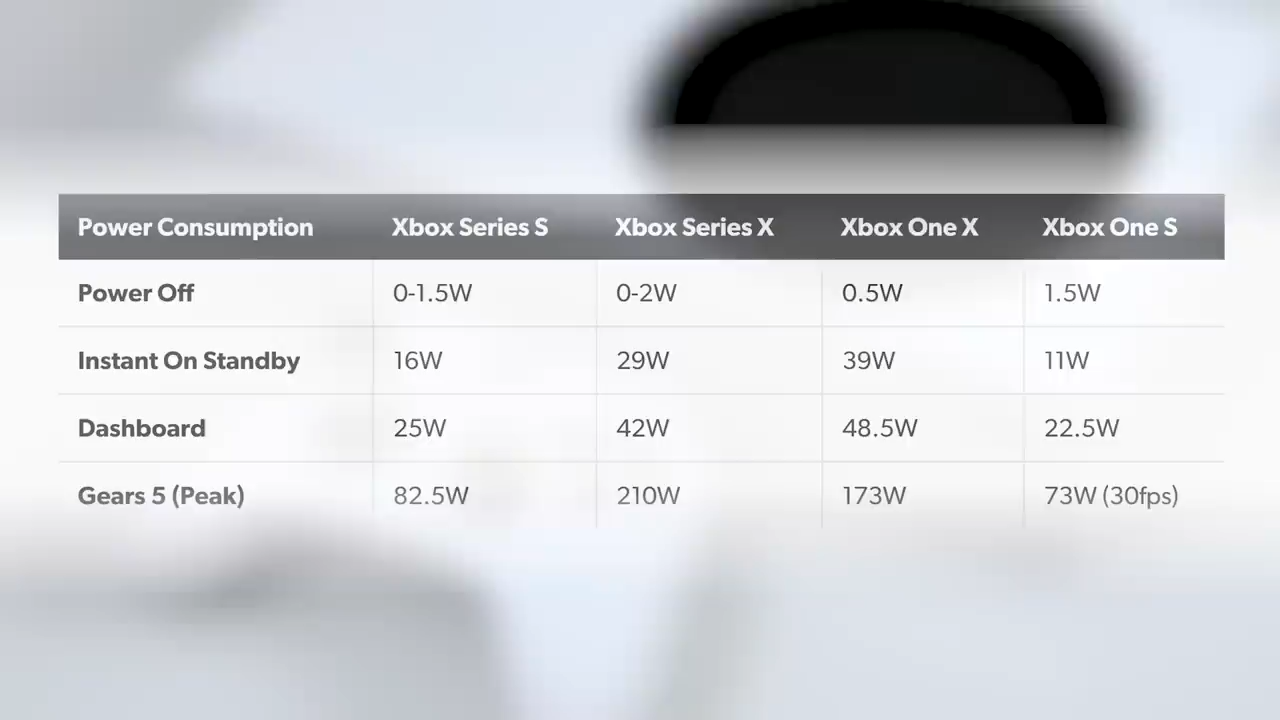 Power Consumption Xbox Series S Xbox Series X Xbox One X Xbox One S
Power Off 0-1.5W 0-2W 0.5W 1.5W
Instant On Standby 16W 29W 39W 11W
Dashboard 25W 42W 48.5W 22.5W
Gears 5 (Peak) 82.5W 210W 173W 73W (30fps)